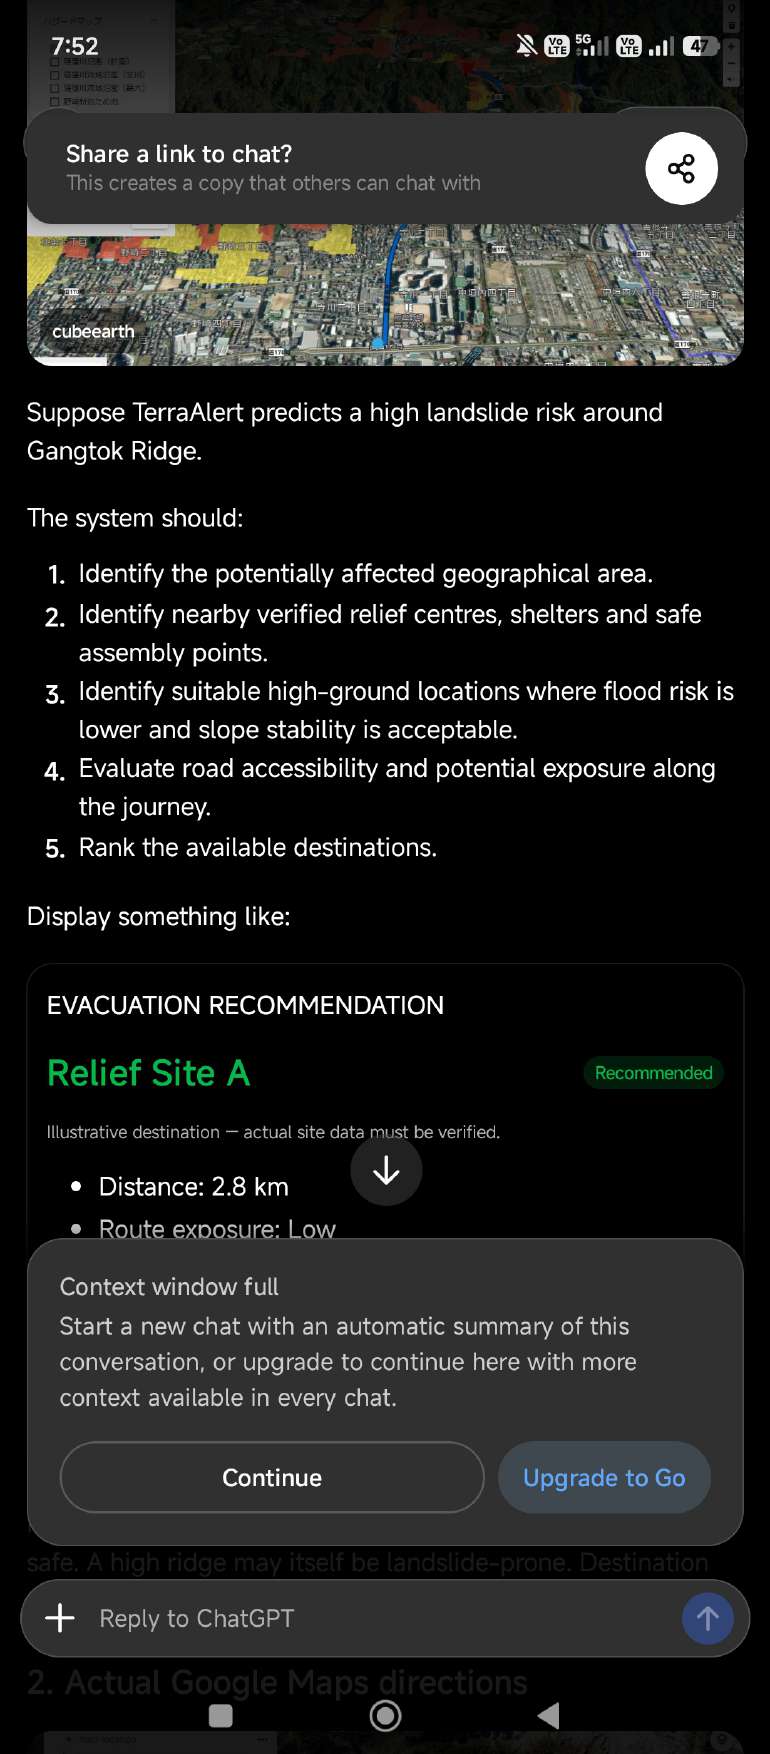 7:52
5G
Vo
LTE
Vo
LTE
47
Share a link to chat?
This creates a copy that others can chat with
cubeearth
Suppose TerraAlert predicts a high landslide risk around
Gangtok Ridge.
The system should:
1. Identify the potentially affected geographical area.
2. Identify nearby verified relief centres, shelters and safe
assembly points.
3. Identify suitable high-ground locations where flood risk is
lower and slope stability is acceptable.
4. Evaluate road accessibility and potential exposure along
the journey.
5. Rank the available destinations.
Display something like:
EVACUATION RECOMMENDATION
Relief Site A
Recommended
Illustrative destination — actual site data must be verified.
• Distance: 2.8 km
• Route exposure: Low
Context window full
Start a new chat with an automatic summary of this
conversation, or upgrade to continue here with more
context available in every chat.
Continue
Upgrade to Go
safe. A high ridge may itself be landslide-prone. Destination
Reply to ChatGPT
2. Actual Google Maps directions